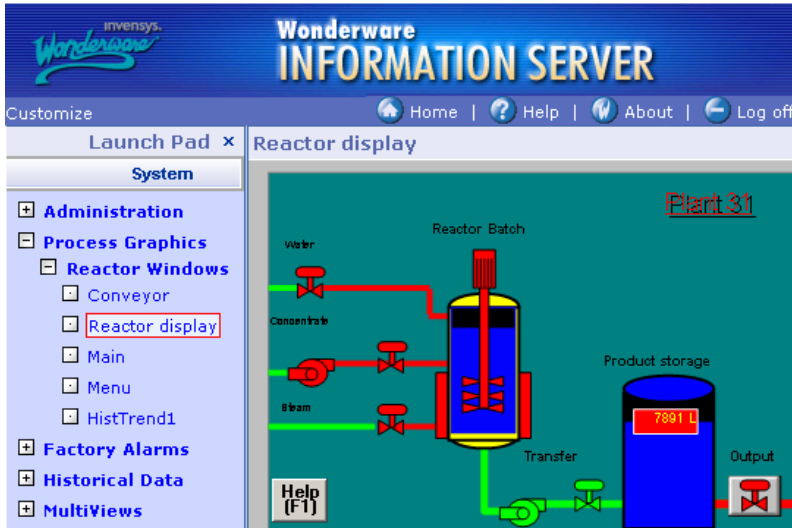 invensys.
Wonderware
Wonderware
INFORMATION SERVER
Customize
Home | Help | About | Log off
Launch Pad ×
Reactor display
System
Administration
Process Graphics
Reactor Windows
Conveyor
Reactor display
Main
Menu
HistTrend1
Factory Alarms
Historical Data
MultiViews
Plant 31
Reactor Batch
Water
Concentrate
Steam
Product storage
7891 L
Transfer
Output
Help
(F1)